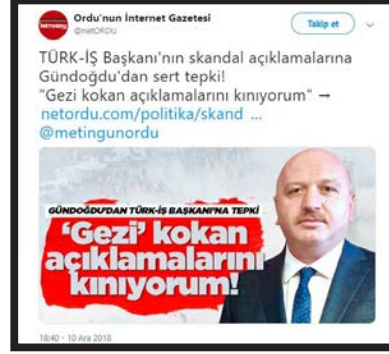 Ordu'nun İnternet Gazetesi
@netORDU
Takip et
TÜRK-İŞ Başkanı'nın skandal açıklamalarına
Gündoğdu'dan sert tepki!
"Gezi kokan açıklamalarını kınıyorum" →
netordu.com/politika/skand ...
@metingunordu
GÜNDOĞDU'DAN TÜRK-İŞ BAŞKANI'NA TEPKİ
'Gezi' kokan
açıklamalarını
kınıyorum!
18:40 - 10 Ara 2018